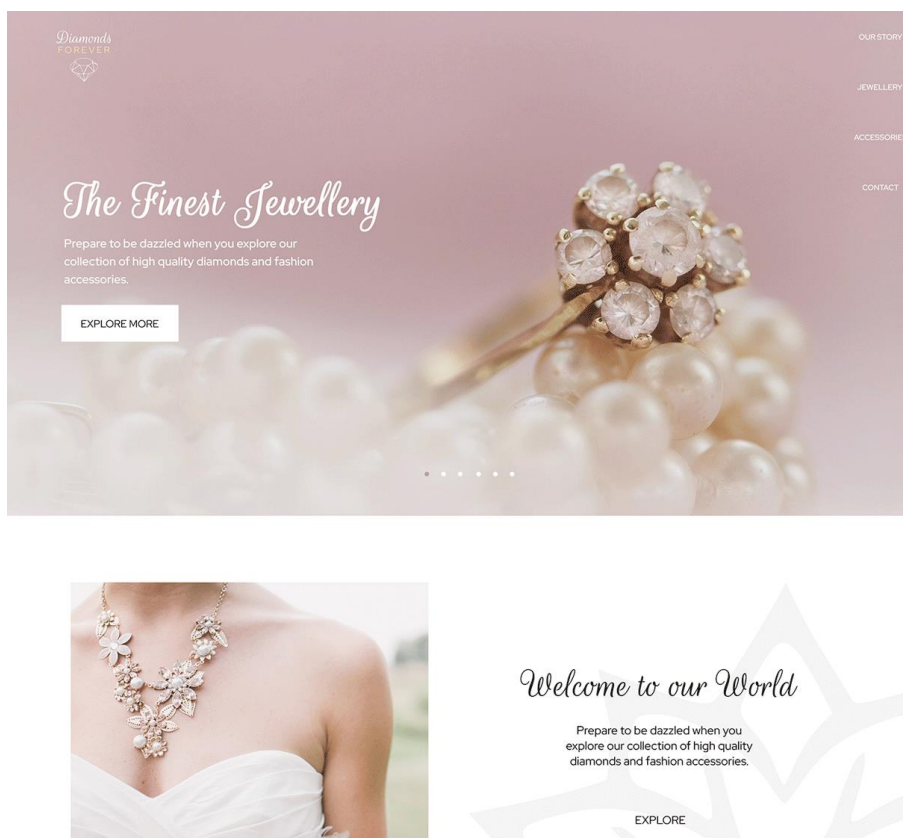 Diamonds
FOREVER
OUR STORY
JEWELLERY
ACCESSORIE
CONTACT
The Finest Jewellery
Prepare to be dazzled when you explore our
collection of high quality diamonds and fashion
accessories.
EXPLORE MORE
Welcome to our World
Prepare to be dazzled when you
explore our collection of high quality
diamonds and fashion accessories.
EXPLORE